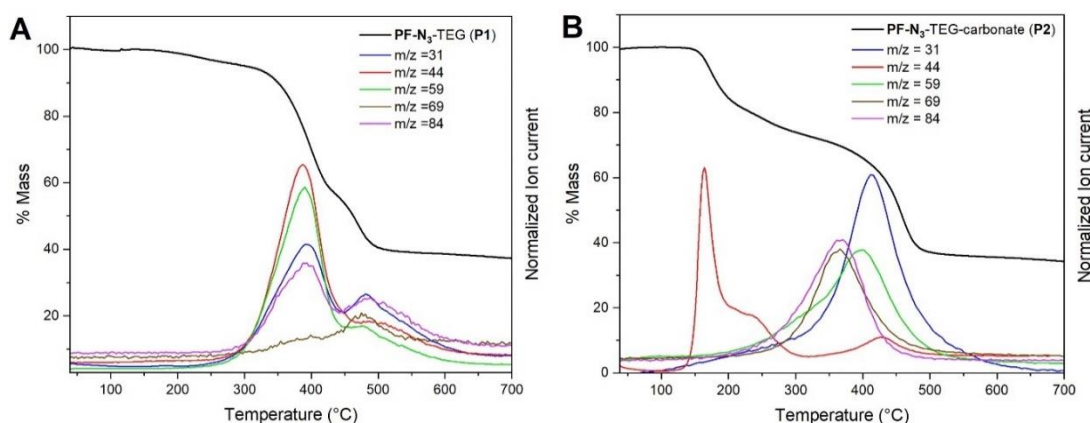 A
PF-N₃-TEG (P1)
m/z =31
m/z =44
m/z =59
m/z =69
m/z =84
100
80
60
40
20
% Mass
Normalized Ion current
100 200 300 400 500 600 700
Temperature (°C)
B
PF-N₃-TEG-carbonate (P2)
m/z = 31
m/z = 44
m/z = 59
m/z = 69
m/z = 84
100
80
60
40
20
0
% Mass
Normalized Ion current
100 200 300 400 500 600 700
Temperature (°C)